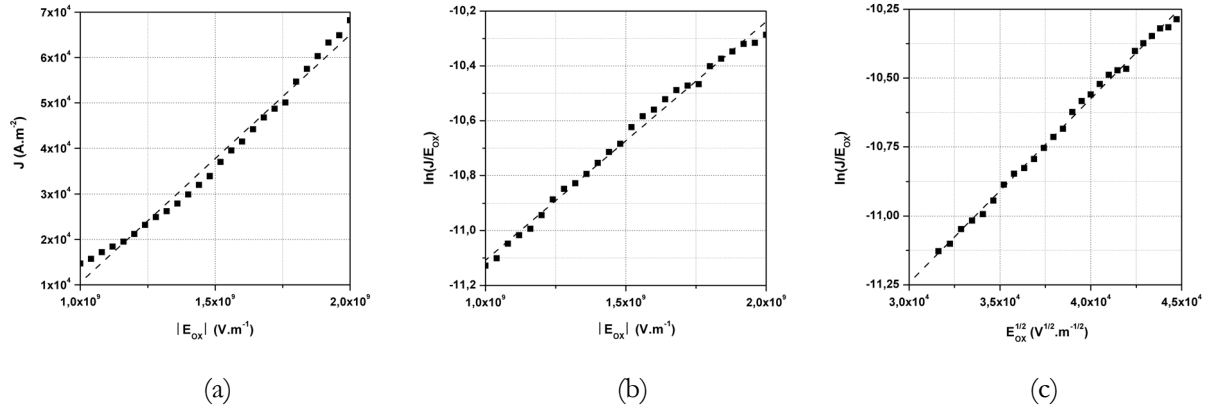 7x10⁴
6x10⁴
5x10⁴
4x10⁴
3x10⁴
2x10⁴
1x10⁴
J (A.m⁻²)
1,0x10⁹
1,5x10⁹
2,0x10⁹
|E_OX| (V.m⁻¹)
(a)
-10,2
-10,4
-10,6
-10,8
-11,0
-11,2
ln(J/E_OX)
1,0x10⁹
1,5x10⁹
2,0x10⁹
|E_OX| (V.m⁻¹)
(b)
-10,25
-10,50
-10,75
-11,00
-11,25
ln(J/E_OX)
3,0x10⁴
3,5x10⁴
4,0x10⁴
4,5x10⁴
E_OX^1/2 (V^1/2.m^-1/2)
(c)